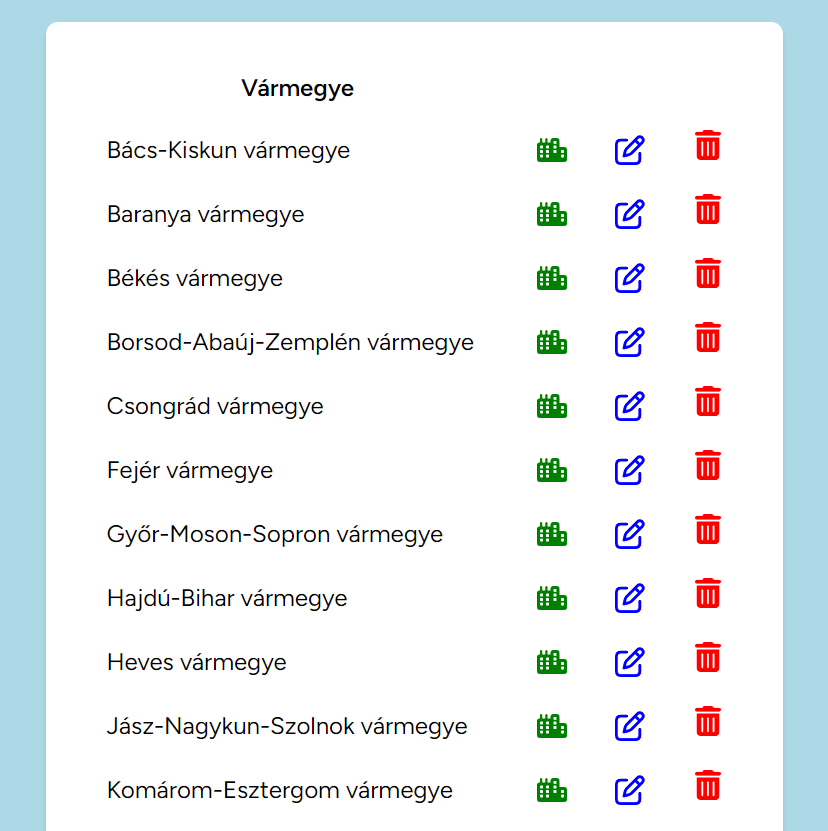 Vármegye
Bács-Kiskun vármegye
Baranya vármegye
Békés vármegye
Borsod-Abaúj-Zemplén vármegye
Csongrád vármegye
Fejér vármegye
Győr-Moson-Sopron vármegye
Hajdú-Bihar vármegye
Heves vármegye
Jász-Nagykun-Szolnok vármegye
Komárom-Esztergom vármegye